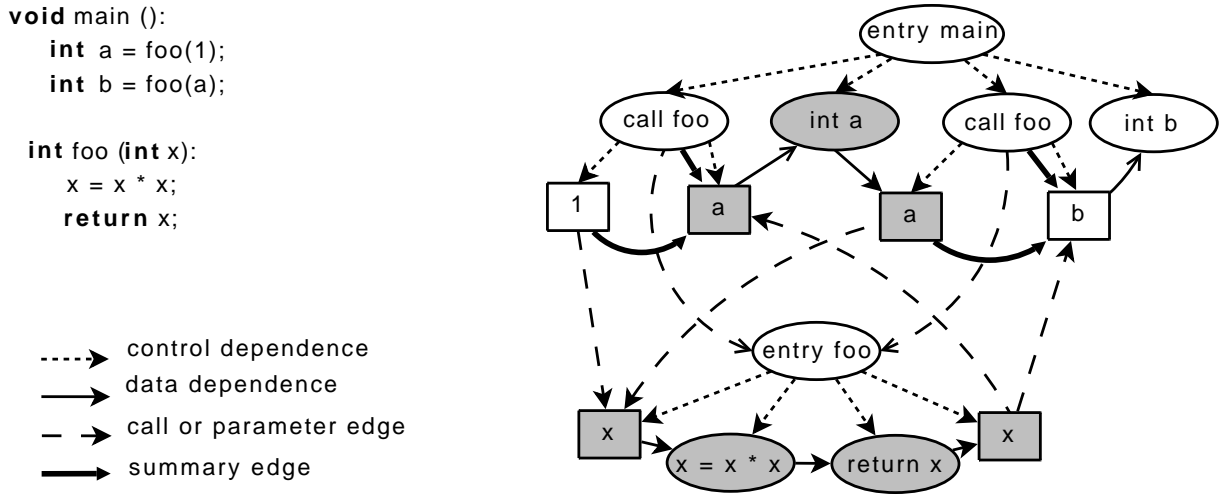 void main ():
int a = foo(1);
int b = foo(a);
int foo (int x):
x = x * x;
return x;
entry main
call foo
int a
call foo
int b
1
a
a
b
entry foo
x
x = x * x
return x
x
control dependence
data dependence
call or parameter edge
summary edge